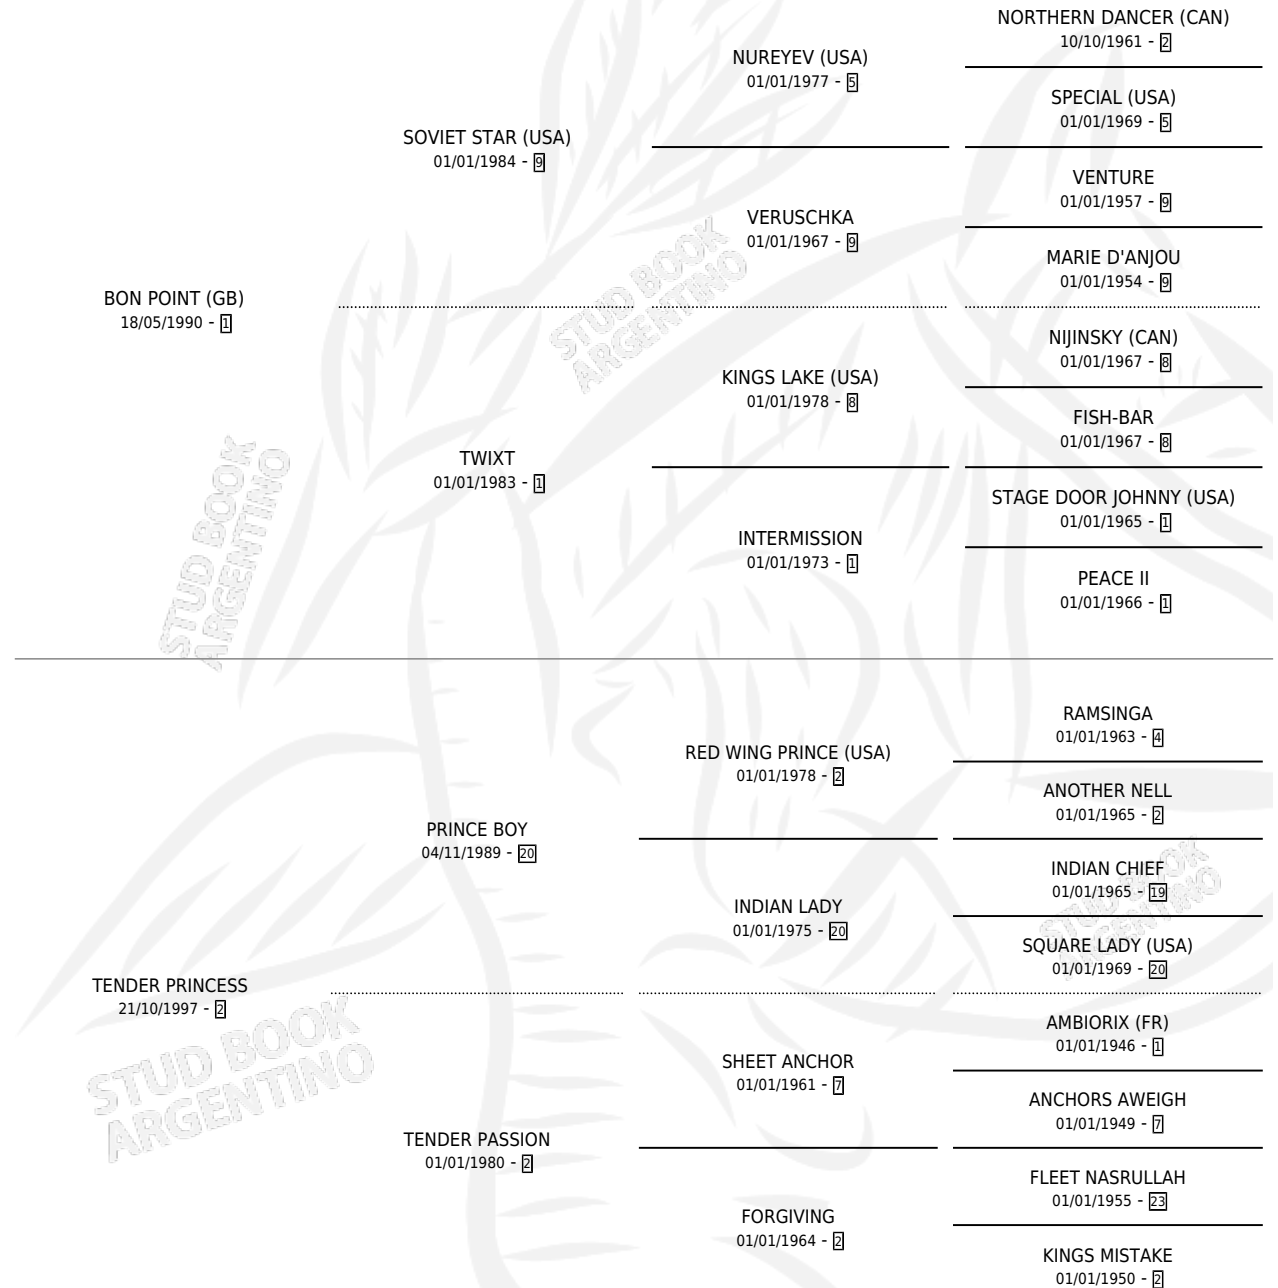 NORTHERN DANCER (CAN)
10/10/1961 - 2
NUREYEV (USA)
01/01/1977 - 5
SPECIAL (USA)
01/01/1969 - 5
SOVIET STAR (USA)
01/01/1984 - 9
VENTURE
01/01/1957 - 9
VERUSCHKA
01/01/1967 - 9
MARIE D'ANJOU
01/01/1954 - 9
BON POINT (GB)
18/05/1990 - 1
NIJINSKY (CAN)
01/01/1967 - 8
KINGS LAKE (USA)
01/01/1978 - 8
FISH-BAR
01/01/1967 - 8
TWIXT
01/01/1983 - 1
STAGE DOOR JOHNNY (USA)
01/01/1965 - 1
INTERMISSION
01/01/1973 - 1
PEACE II
01/01/1966 - 1
STUD BOOK
ARGENTINO
STUD BOOK
ARGENTINO
RAMSINGA
01/01/1963 - 4
RED WING PRINCE (USA)
01/01/1978 - 2
ANOTHER NELL
01/01/1965 - 2
PRINCE BOY
04/11/1989 - 20
INDIAN CHIEF
01/01/1965 - 19
INDIAN LADY
01/01/1975 - 20
SQUARE LADY (USA)
01/01/1969 - 20
STUD BOOK
ARGENTINO
TENDER PRINCESS
21/10/1997 - 2
AMBIORIX (FR)
01/01/1946 - 1
SHEET ANCHOR
01/01/1961 - 7
ANCHORS AWEIGH
01/01/1949 - 7
STUD BOOK
ARGENTINO
TENDER PASSION
01/01/1980 - 2
FLEET NASRULLAH
01/01/1955 - 23
FORGIVING
01/01/1964 - 2
KINGS MISTAKE
01/01/1950 - 2